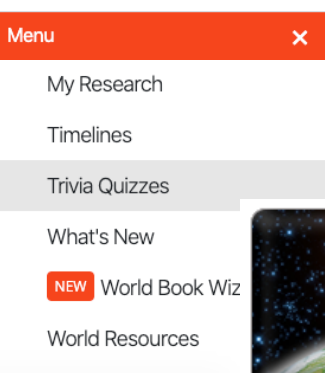 Menu ×
My Research
Timelines
Trivia Quizzes
What's New
NEW World Book Wiz
World Resources